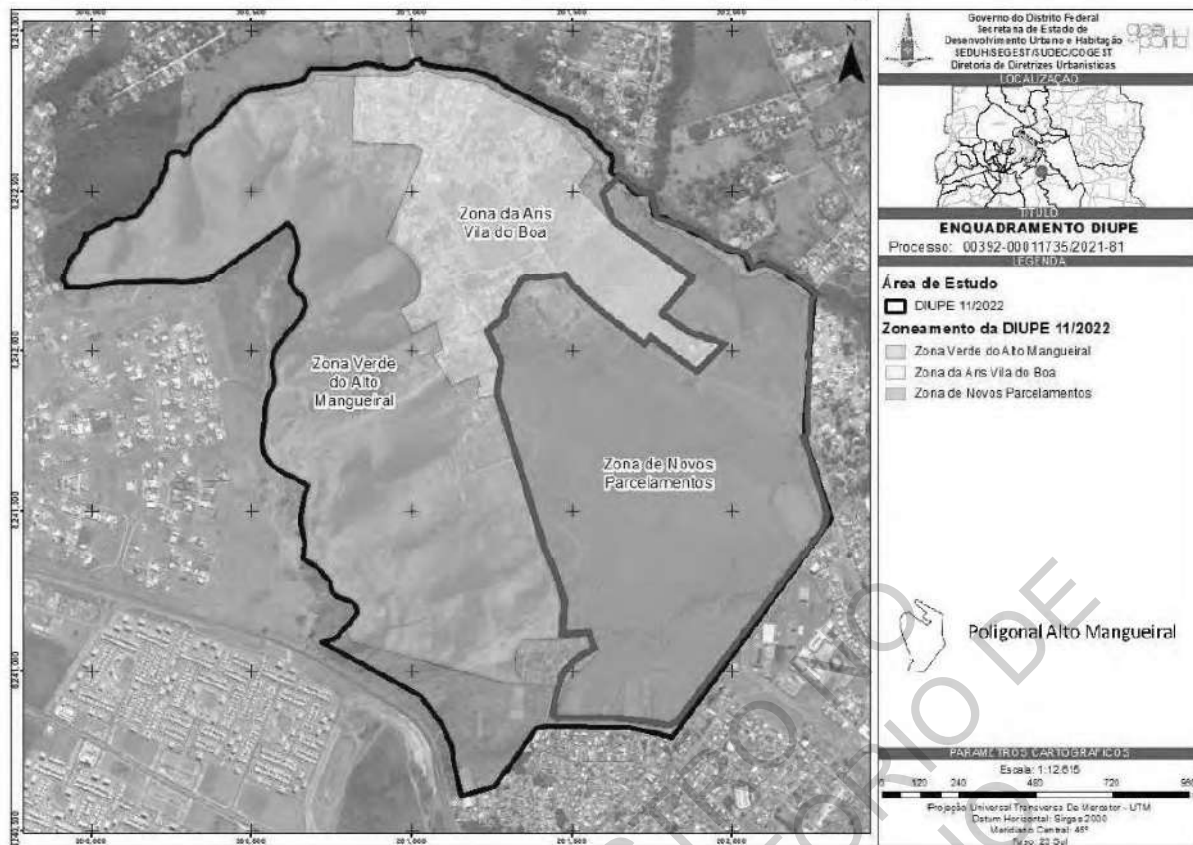 N
Zona da Aris
Vila do Boa
Zona Verde
do Alto
Mangueiral
Zona de Novos
Parcelamentos
Governo do Distrito Federal
Secretaria de Estado de
Desenvolvimento Urbano e Habitação
SEDUH/SEGEST/SUDEC/COGEST
Diretoria de Diretrizes Urbanísticas
LOCALIZAÇÃO
TÍTULO
ENQUADRAMENTO DIUPE
Processo: 00392-00011735/2021-81
LEGENDA
Área de Estudo
DIUPE 11/2022
Zoneamento da DIUPE 11/2022
Zona Verde do Alto Mangueiral
Zona da Aris Vila do Boa
Zona de Novos Parcelamentos
Poligonal Alto Mangueiral
PARÂMETROS CARTOGRÁFICOS
Escala: 1:12.615
0 120 240 480 720 960
Projeção Universal Transversa De Mercator - UTM
Datum Horizontal: Sirgas 2000
Meridiano Central: 45º
Fuso: 23 Sul